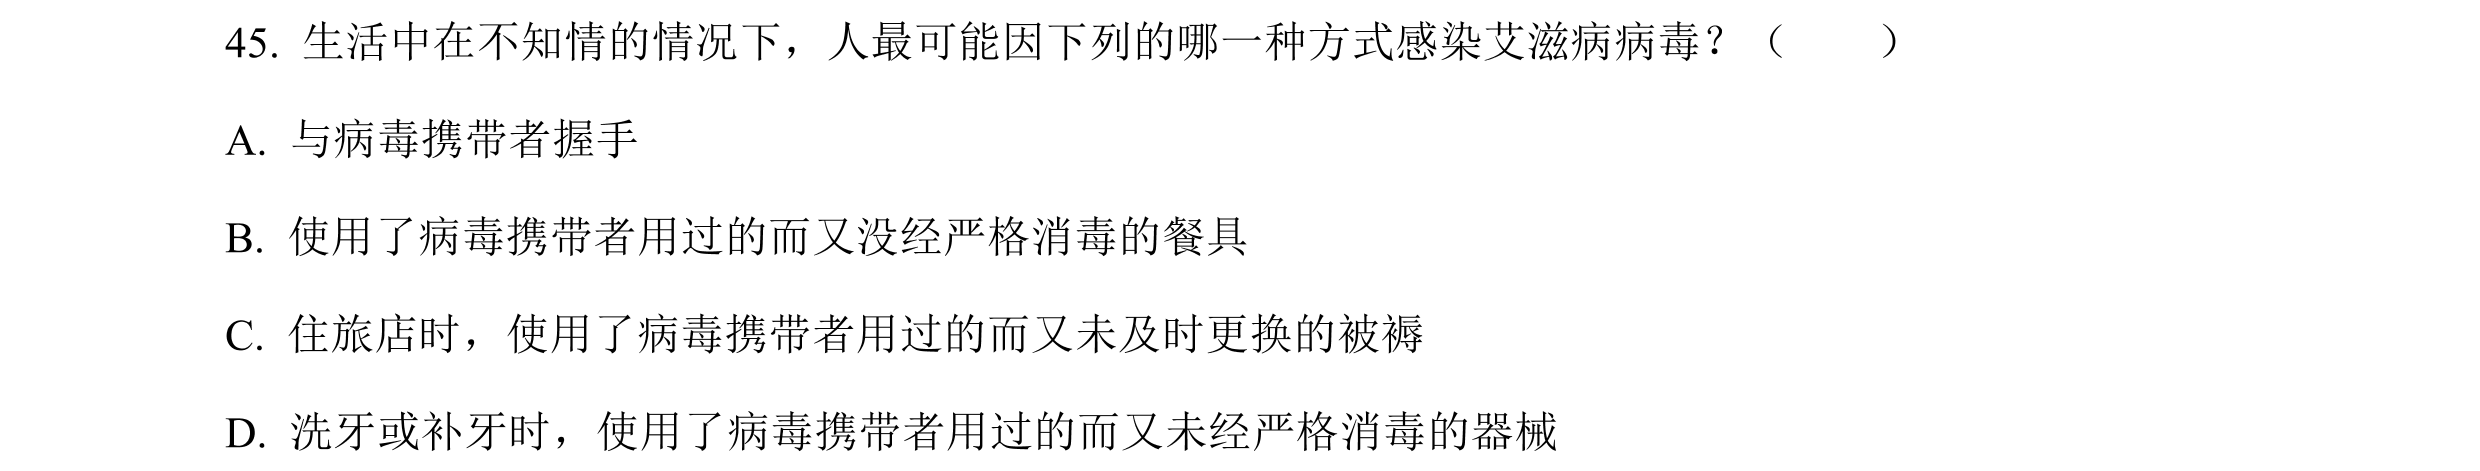 45. 生活中在不知情的情况下，人最可能因下列的哪一种方式感染艾滋病病毒？（　　）
A. 与病毒携带者握手
B. 使用了病毒携带者用过的而又没经严格消毒的餐具
C. 住旅店时，使用了病毒携带者用过的而又未及时更换的被褥
D. 洗牙或补牙时，使用了病毒携带者用过的而又未经严格消毒的器械